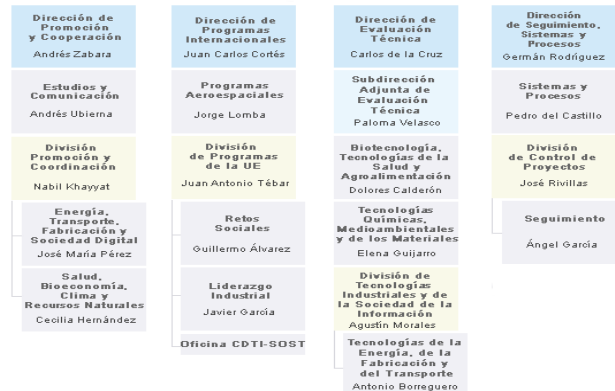 Dirección de
Promoción
y Cooperación
Andrés Zabara
Estudios y
Comunicación
Andrés Ubierna
División
Promoción y
Coordinación
Nabil Khayyat
Energía,
Transporte,
Fabricación y
Sociedad Digital
José María Pérez
Salud,
Bioeconomía,
Clima y
Recursos Naturales
Cecilia Hernández
Dirección de
Programas
Internacionales
Juan Carlos Cortés
Programas
Aeroespaciales
Jorge Lomba
División
de Programas
de la UE
Juan Antonio Tébar
Retos
Sociales
Guillermo Álvarez
Liderazgo
Industrial
Javier García
Oficina CDTI-SOST
Dirección de
Evaluación
Técnica
Carlos de la Cruz
Subdirección
Adjunta de
Evaluación
Técnica
Paloma Velasco
Biotecnología,
Tecnologías de la
Salud y
Agroalimentación
Dolores Calderón
Tecnologías
Químicas,
Medioambientales
y de los Materiales
Elena Guijarro
División de
Tecnologías
Industriales y de
la Sociedad de la
Información
Agustín Morales
Tecnologías de la
Energía, de la
Fabricación y
del Transporte
Antonio Borreguero
Dirección
de Seguimiento,
Sistemas y
Procesos
Germán Rodríguez
Sistemas y
Procesos
Pedro del Castillo
División
de Control de
Proyectos
José Rivillas
Seguimiento
Ángel García